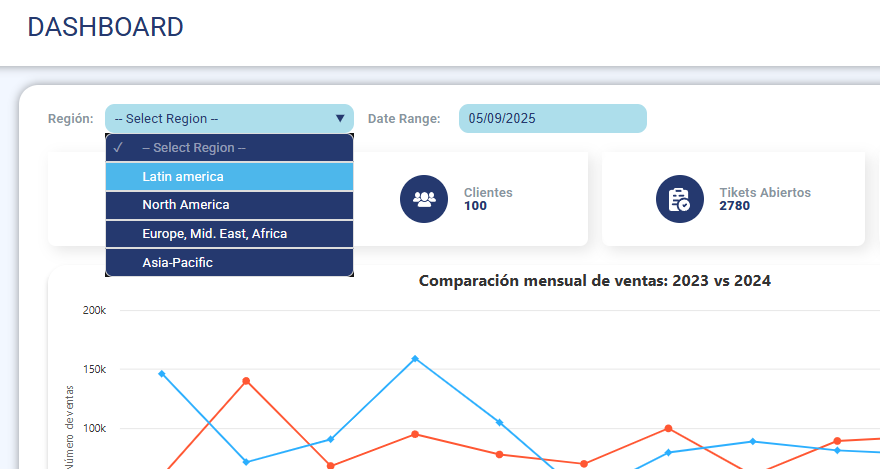 DASHBOARD
Región:
-- Select Region --
Date Range:
05/09/2025
-- Select Region --
Latin america
North America
Europe, Mid. East, Africa
Asia-Pacific
Clientes
100
Tikets Abiertos
2780
Comparación mensual de ventas: 2023 vs 2024
200k
150k
100k
Número de ventas